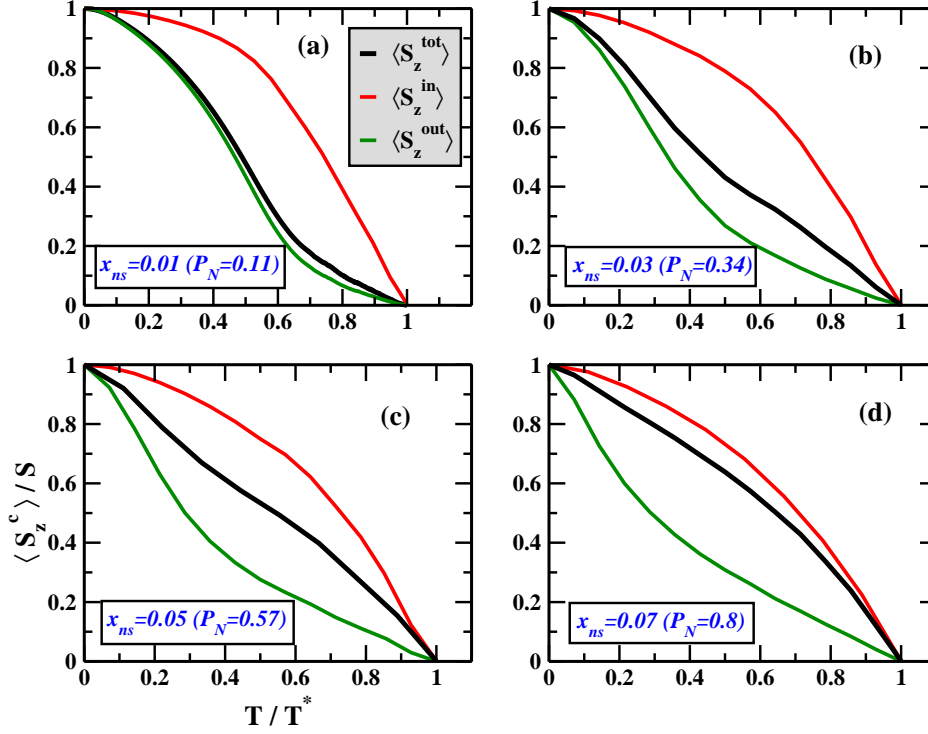 1
0.8
0.6
0.4
0.2
0
0 0.2 0.4 0.6 0.8 1
(a)
⟨S_z^tot⟩
⟨S_z^in⟩
⟨S_z^out⟩
x_ns=0.01 (P_N=0.11)
1
0.8
0.6
0.4
0.2
0
0 0.2 0.4 0.6 0.8 1
(b)
x_ns=0.03 (P_N=0.34)
1
0.8
0.6
0.4
0.2
0
0 0.2 0.4 0.6 0.8 1
(c)
x_ns=0.05 (P_N=0.57)
⟨S_z^c⟩ / S
T / T^*
1
0.8
0.6
0.4
0.2
0
0 0.2 0.4 0.6 0.8 1
(d)
x_ns=0.07 (P_N=0.8)